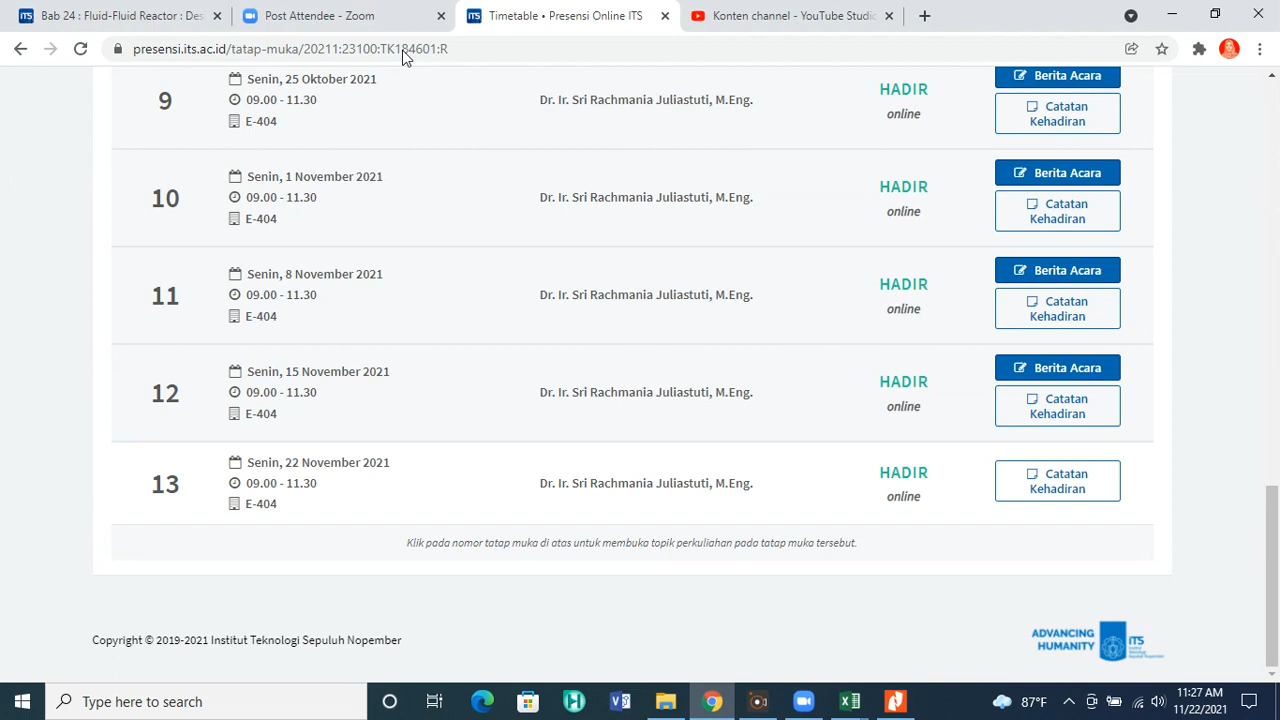 Bab 24 : Fluid-Fluid Reactor : Des
Post Attendee - Zoom
Timetable • Presensi Online ITS
Konten channel - YouTube Studio
presensi.its.ac.id/tatap-muka/20211:23100:TK184601:R
9
Senin, 25 Oktober 2021
09.00 - 11.30
E-404
Dr. Ir. Sri Rachmania Juliastuti, M.Eng.
HADIR
online
Berita Acara
Catatan
Kehadiran
10
Senin, 1 November 2021
09.00 - 11.30
E-404
Dr. Ir. Sri Rachmania Juliastuti, M.Eng.
HADIR
online
Berita Acara
Catatan
Kehadiran
11
Senin, 8 November 2021
09.00 - 11.30
E-404
Dr. Ir. Sri Rachmania Juliastuti, M.Eng.
HADIR
online
Berita Acara
Catatan
Kehadiran
12
Senin, 15 November 2021
09.00 - 11.30
E-404
Dr. Ir. Sri Rachmania Juliastuti, M.Eng.
HADIR
online
Berita Acara
Catatan
Kehadiran
13
Senin, 22 November 2021
09.00 - 11.30
E-404
Dr. Ir. Sri Rachmania Juliastuti, M.Eng.
HADIR
online
Catatan
Kehadiran
Klik pada nomor tatap muka di atas untuk membuka topik perkuliahan pada tatap muka tersebut.
Copyright © 2019-2021 Institut Teknologi Sepuluh Nopember
ADVANCING
HUMANITY
ITS
Institut
Teknologi
Sepuluh Nopember
Type here to search
87°F
11:27 AM
11/22/2021